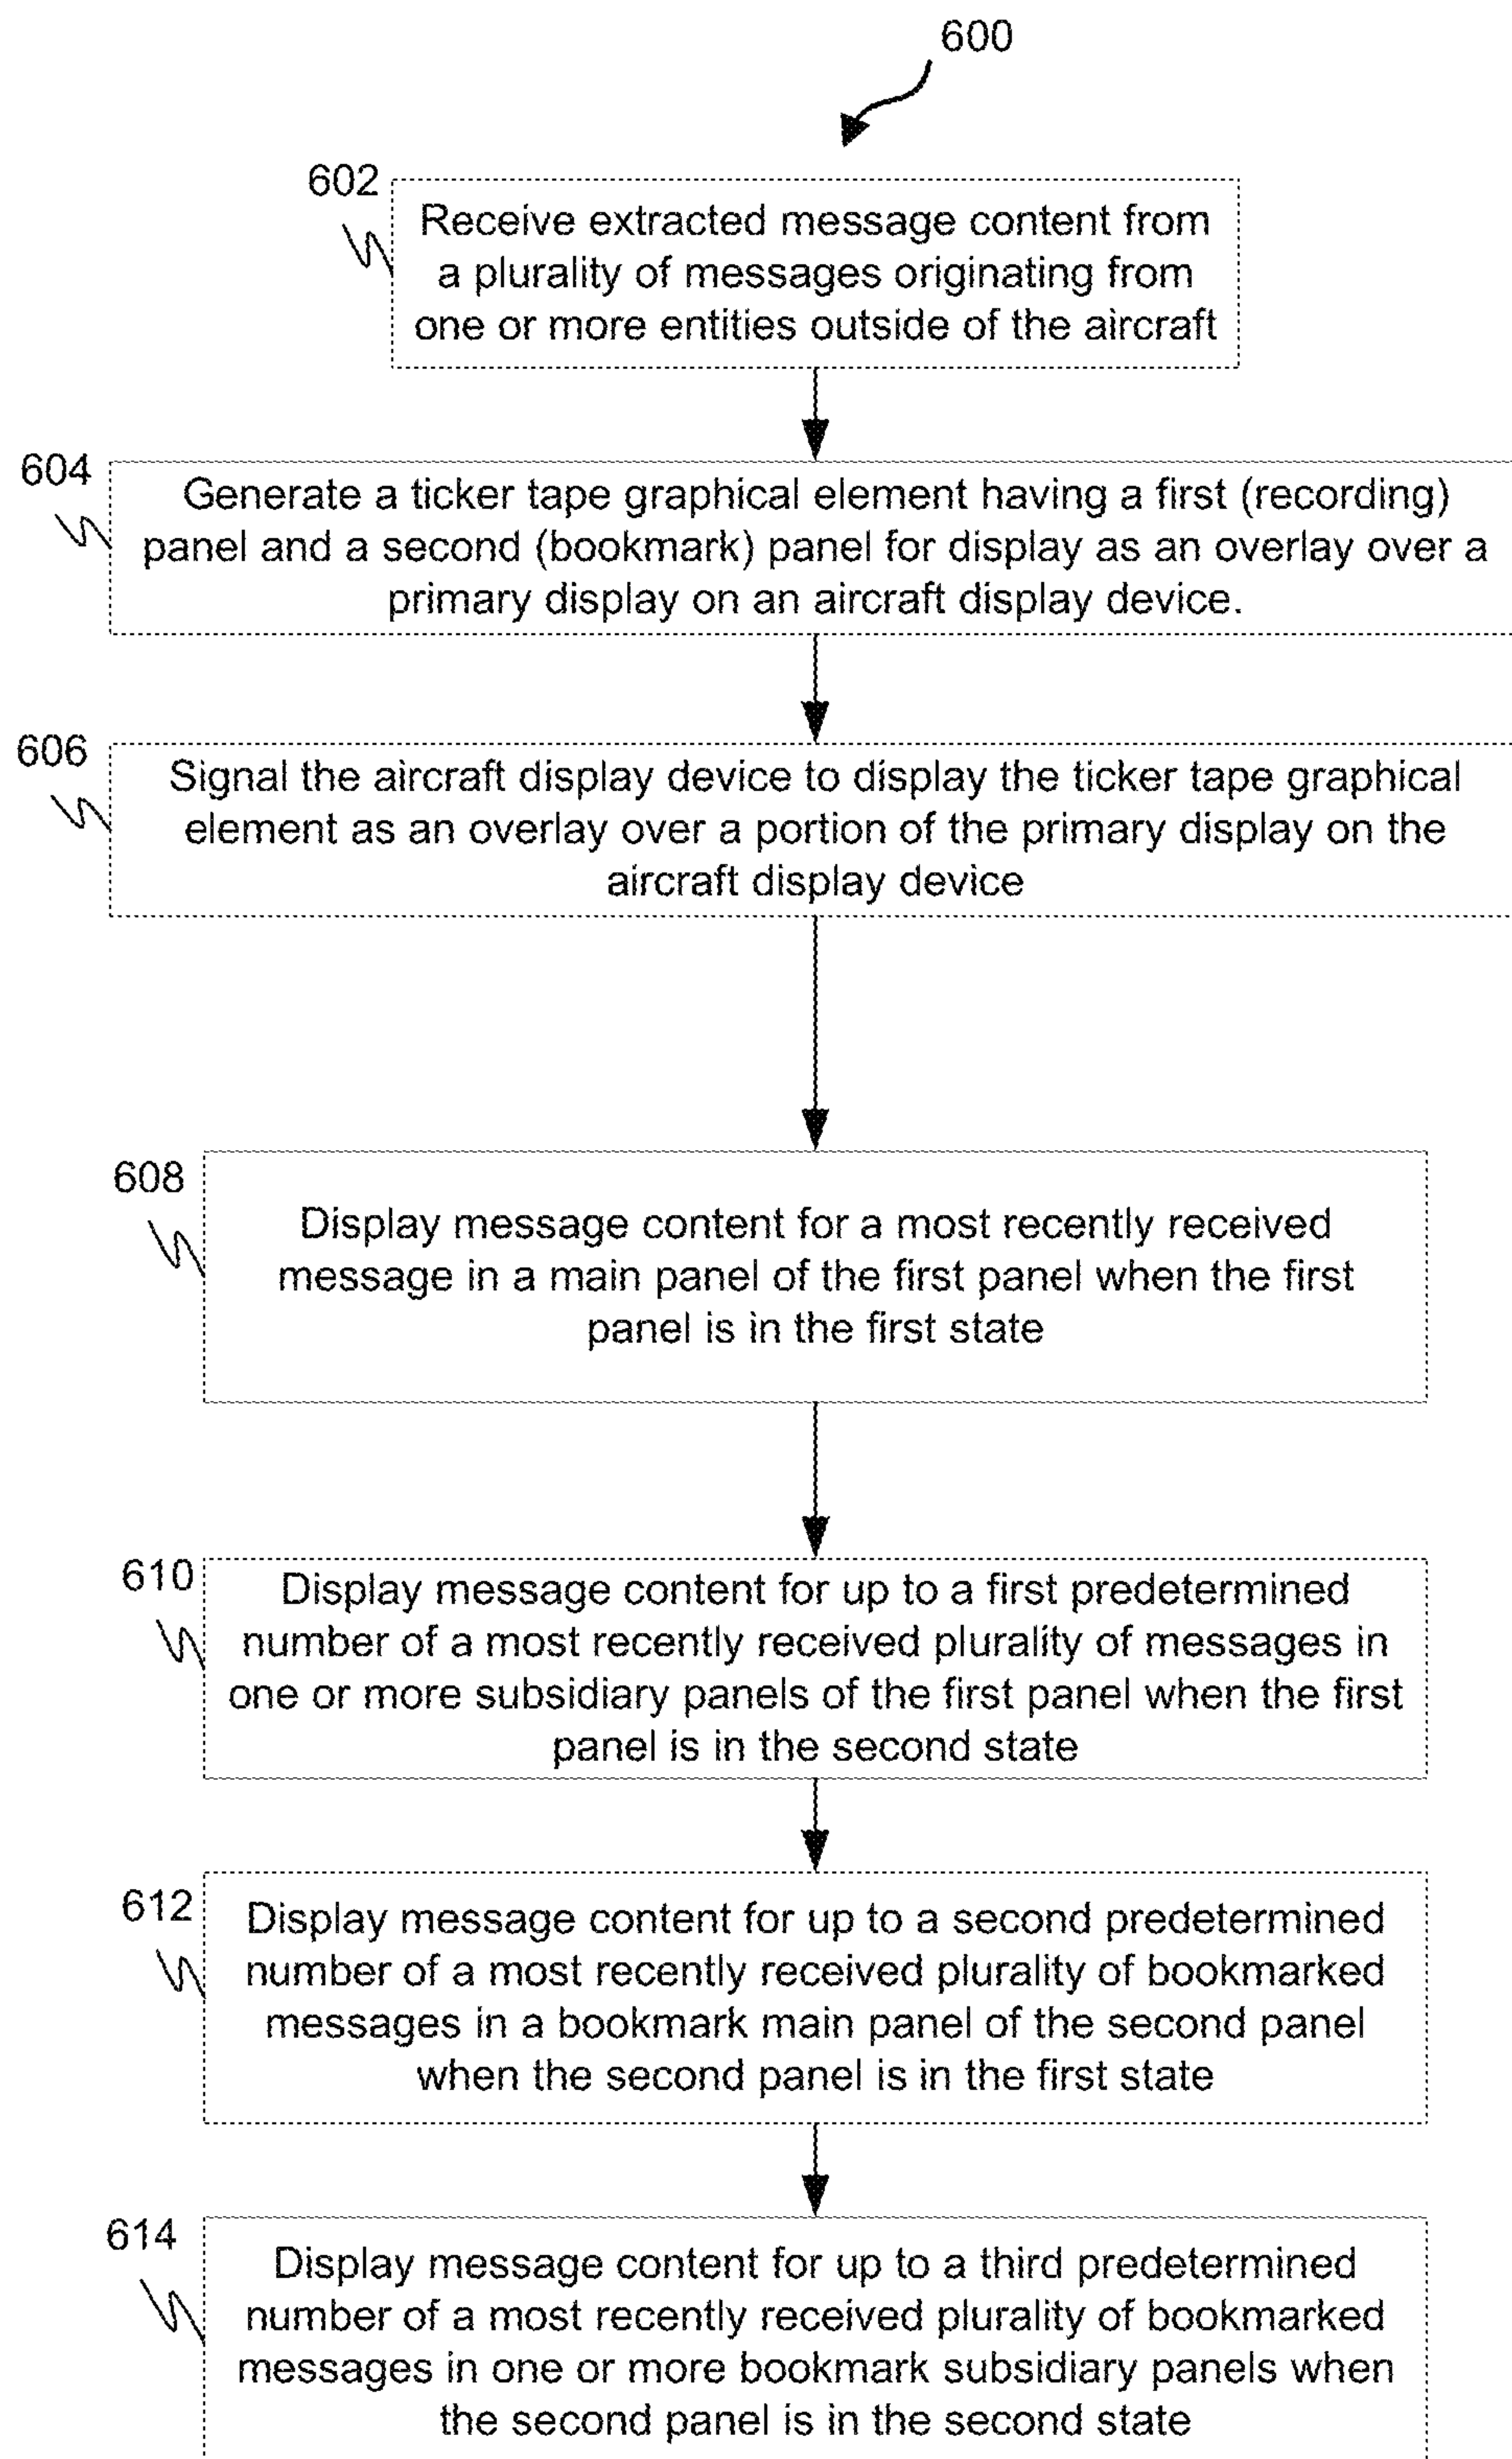 600
602
Receive extracted message content from
a plurality of messages originating from
one or more entities outside of the aircraft
604
Generate a ticker tape graphical element having a first (recording)
panel and a second (bookmark) panel for display as an overlay over a
primary display on an aircraft display device.
606
Signal the aircraft display device to display the ticker tape graphical
element as an overlay over a portion of the primary display on the
aircraft display device
608
Display message content for a most recently received
message in a main panel of the first panel when the first
panel is in the first state
610
Display message content for up to a first predetermined
number of a most recently received plurality of messages in
one or more subsidiary panels of the first panel when the first
panel is in the second state
612
Display message content for up to a second predetermined
number of a most recently received plurality of bookmarked
messages in a bookmark main panel of the second panel
when the second panel is in the first state
614
Display message content for up to a third predetermined
number of a most recently received plurality of bookmarked
messages in one or more bookmark subsidiary panels when
the second panel is in the second state